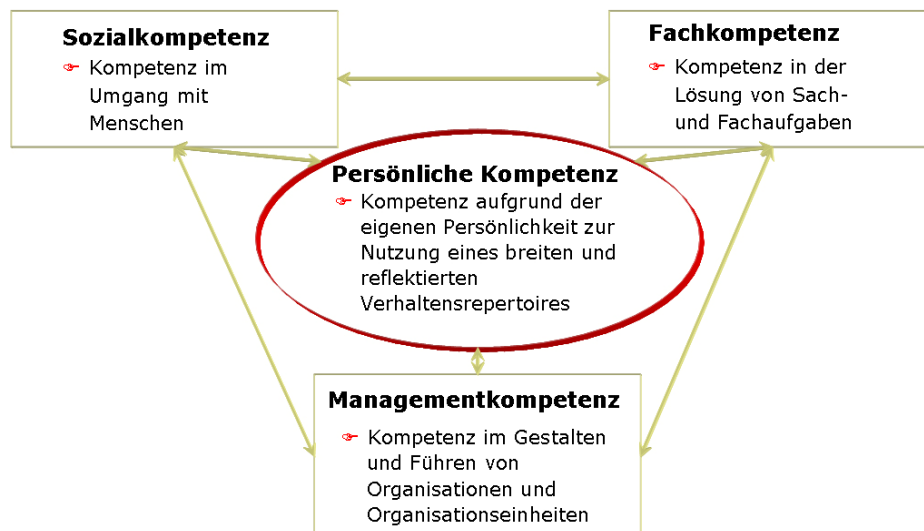 Sozialkompetenz
☞ Kompetenz im
Umgang mit
Menschen
Fachkompetenz
☞ Kompetenz in der
Lösung von Sach-
und Fachaufgaben
Persönliche Kompetenz
☞ Kompetenz aufgrund der
eigenen Persönlichkeit zur
Nutzung eines breiten und
reflektierten
Verhaltensrepertoires
Managementkompetenz
☞ Kompetenz im Gestalten
und Führen von
Organisationen und
Organisationseinheiten